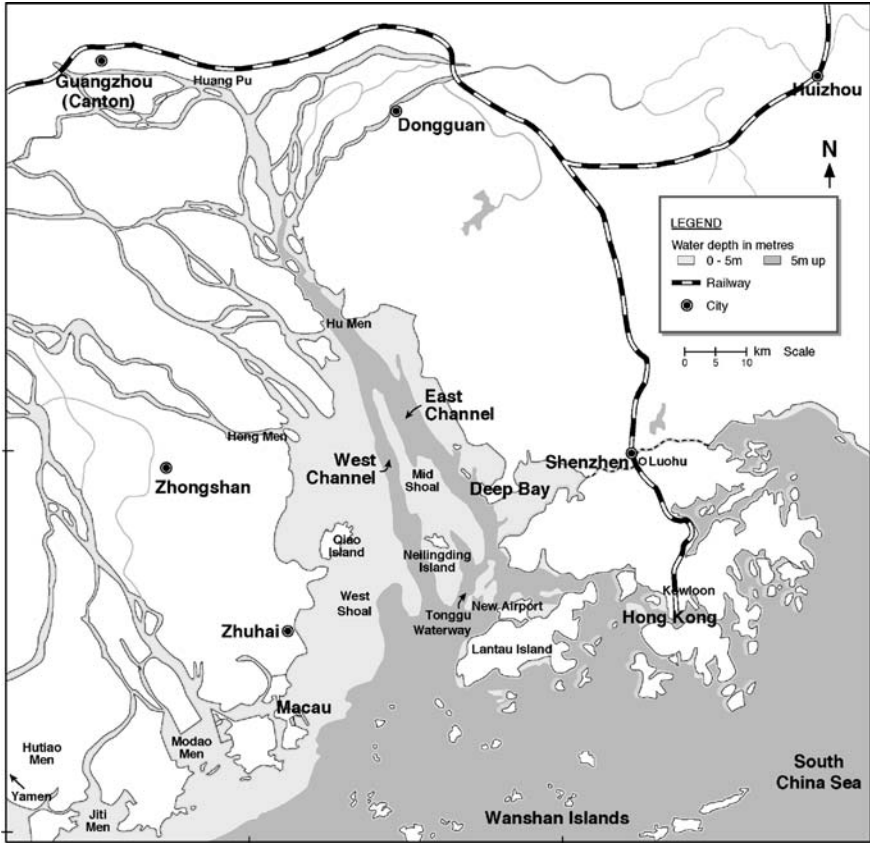 Guangzhou
(Canton)
Huang Pu
Dongguan
Huizhou
N
LEGEND
Water depth in metres
0 - 5m
5m up
Railway
City
0 5 10 km Scale
Hu Men
East
Channel
Heng Men
West
Channel
Mid
Shoal
Deep Bay
Shenzhen
Luohu
Zhongshan
Qiao
Island
Neilingding
Island
West
Shoal
Tonggu
Waterway
New Airport
Kowloon
Hong Kong
Lantau Island
Zhuhai
Macau
Hutiao
Men
Modao
Men
Yamen
Jiti
Men
South
China Sea
Wanshan Islands